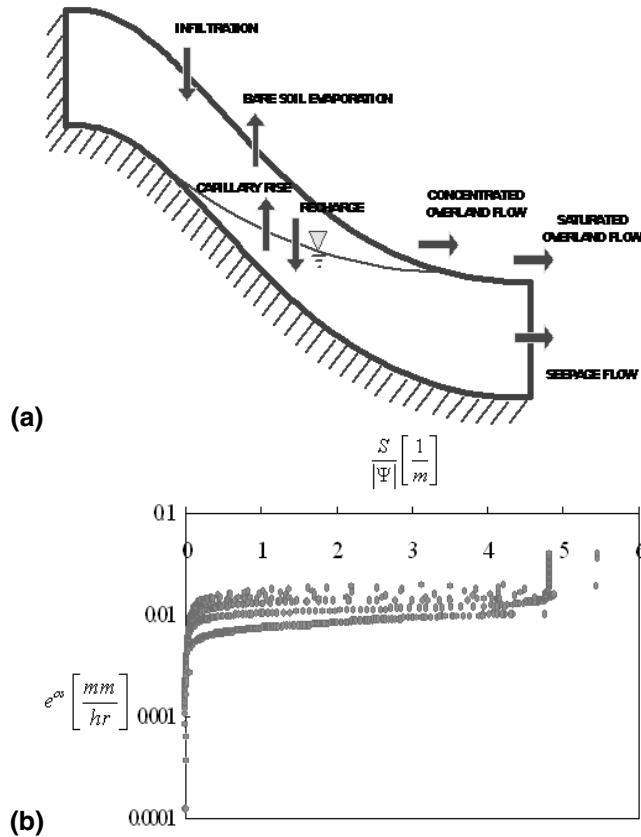 INFILTRATION
BARE SOIL EVAPORATION
CAPILLARY RISE
RECHARGE
CONCENTRATED
OVERLAND FLOW
SATURATED
OVERLAND FLOW
SEEPAGE FLOW
(a)
S/|Ψ| [1/m]
0.1
0 1 2 3 4 5 6
0.01
e^os [mm/hr]
0.001
0.0001
(b)